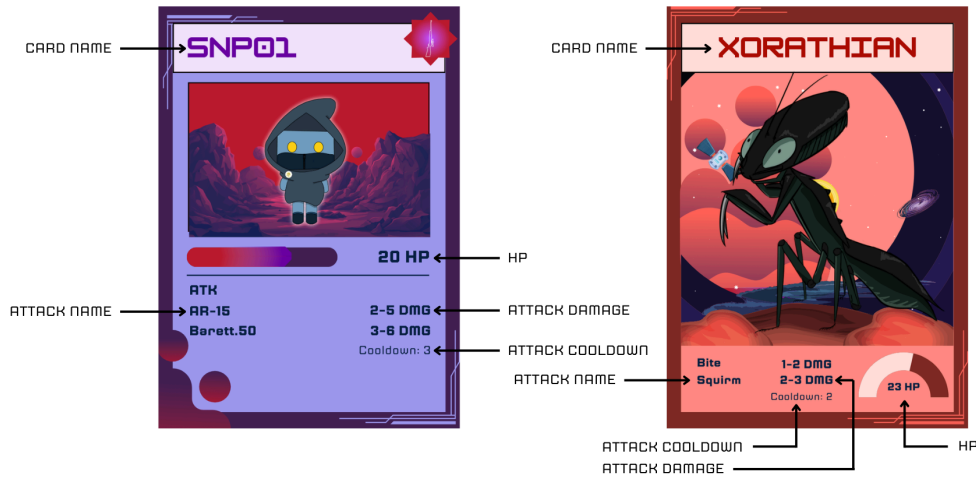 CARD NAME
SNP01
20 HP
HP
ATK
ATTACK NAME
AR-15
2-5 DMG
ATTACK DAMAGE
Barett.50
3-6 DMG
Cooldown: 3
ATTACK COOLDOWN
CARD NAME
XORATHIAN
Bite
1-2 DMG
ATTACK NAME
Squirm
2-3 DMG
Cooldown: 2
23 HP
ATTACK COOLDOWN
HP
ATTACK DAMAGE